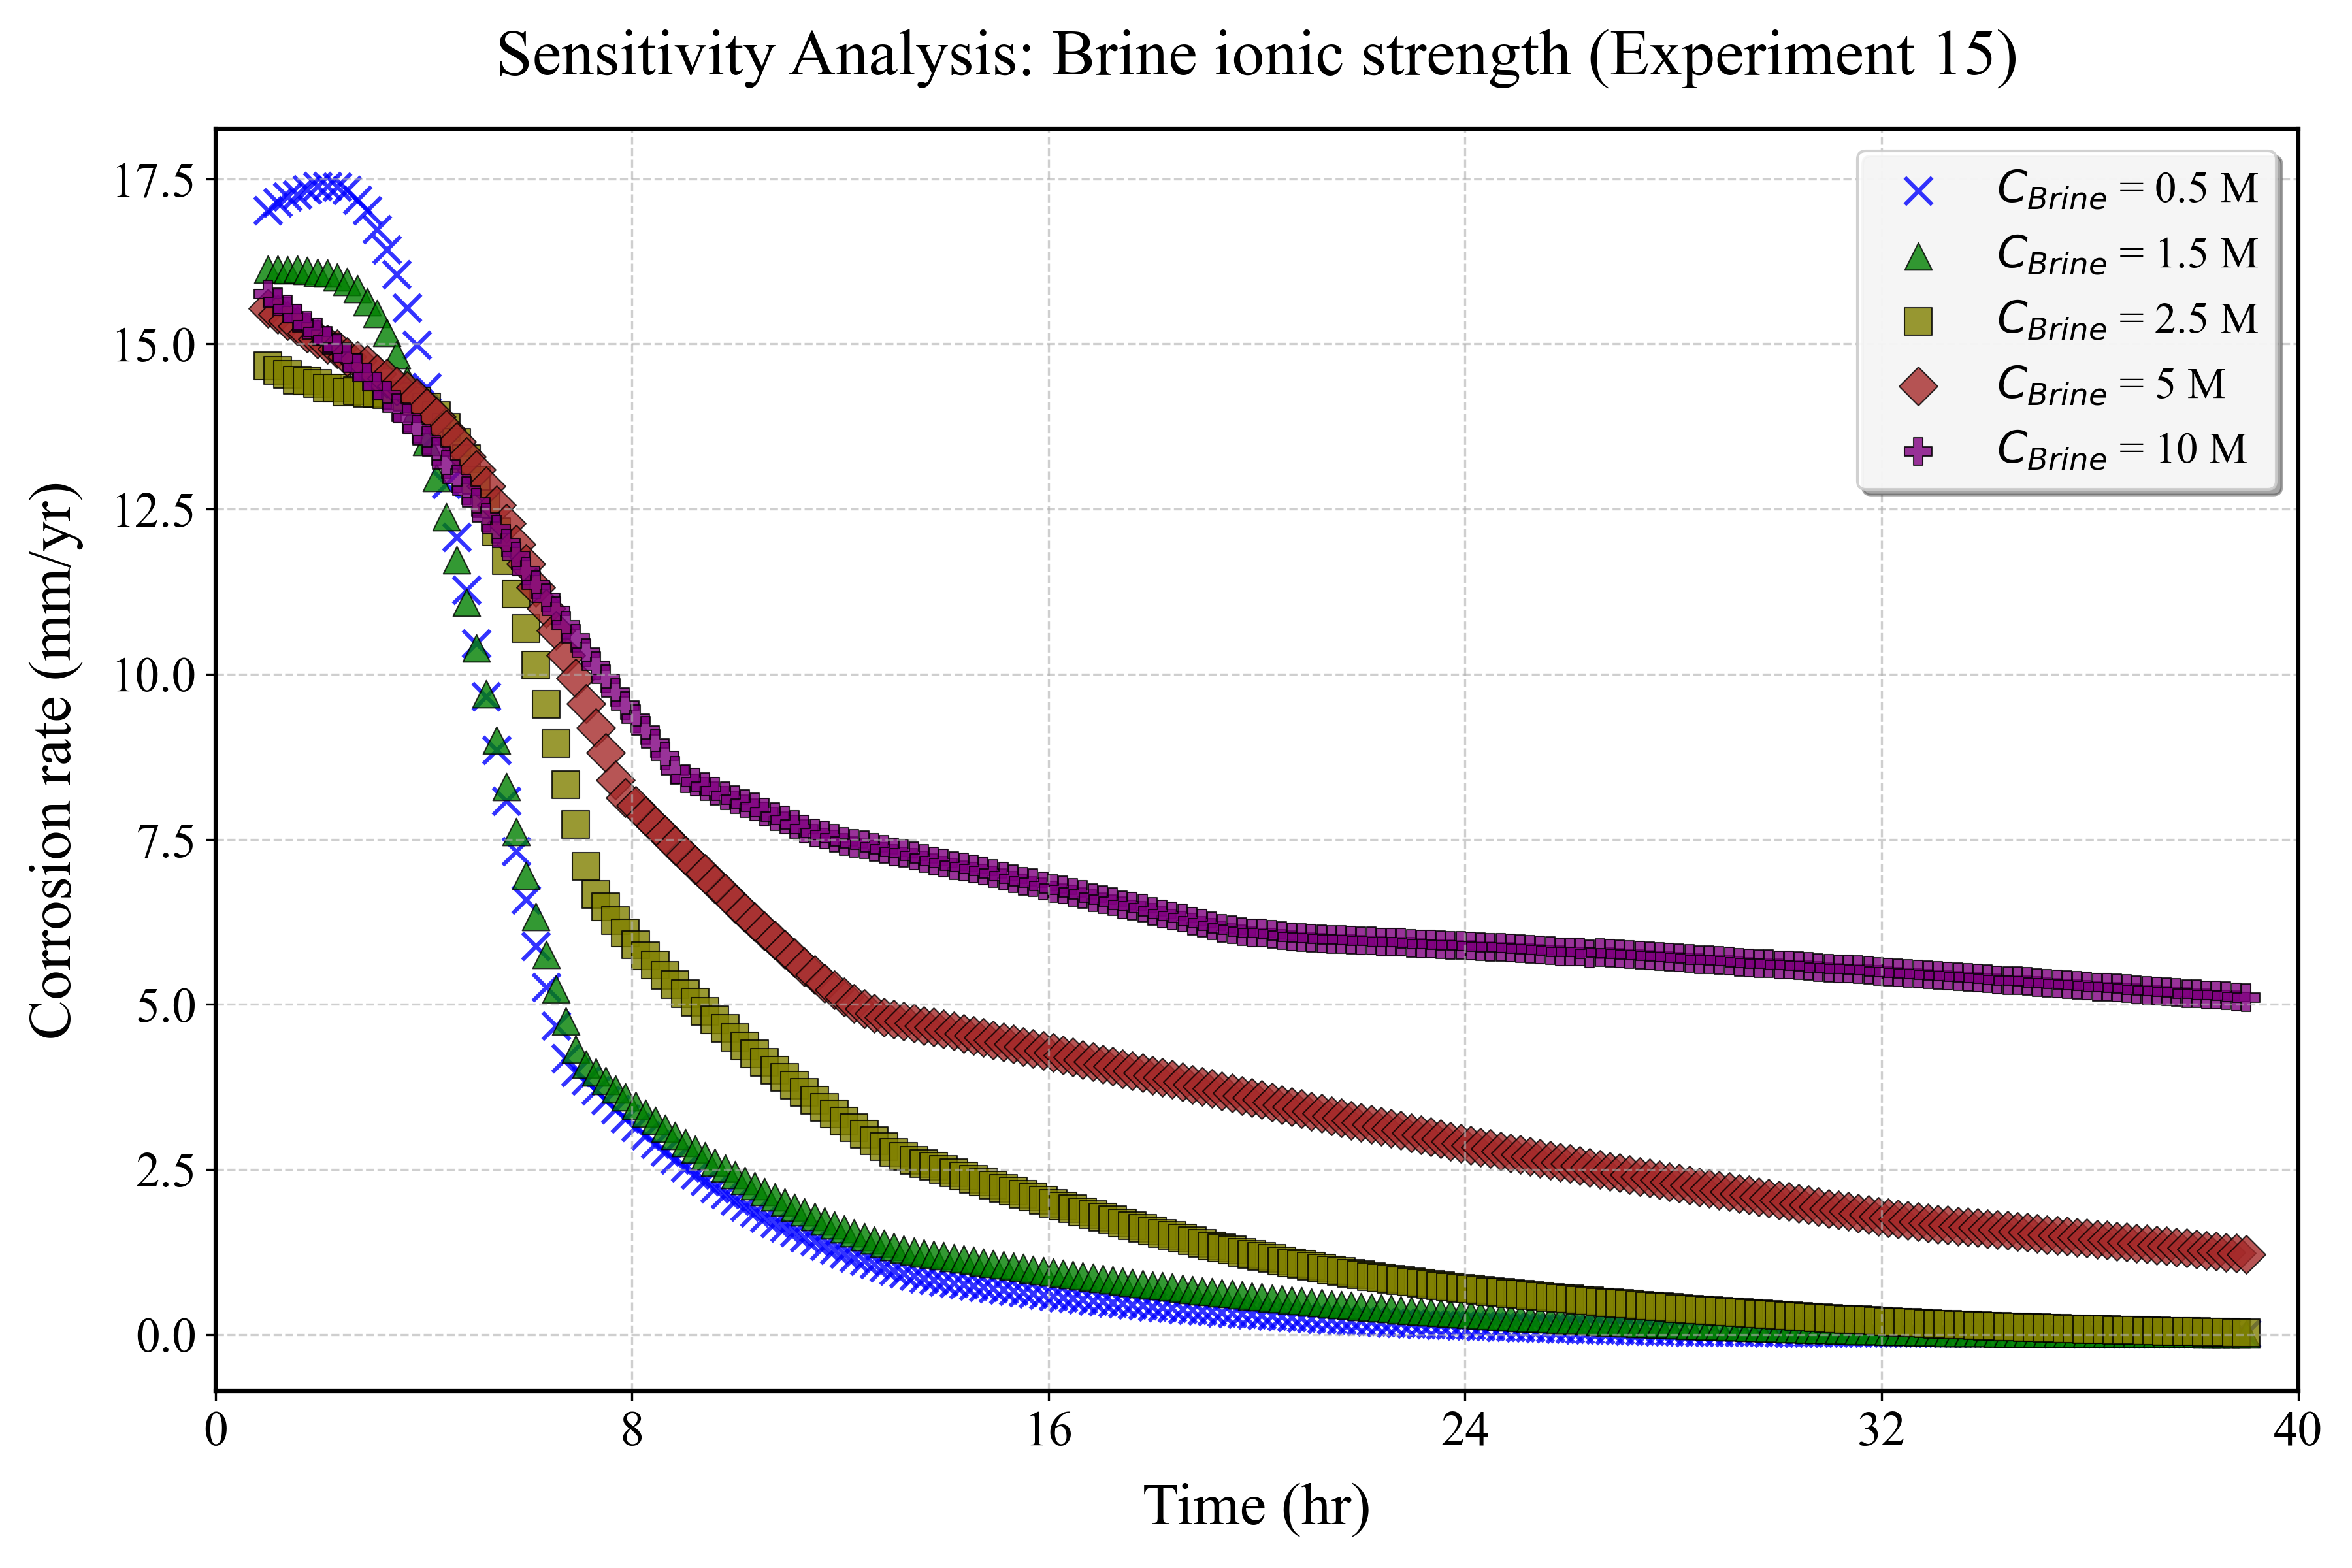 Sensitivity Analysis: Brine ionic strength (Experiment 15)
Corrosion rate (mm/yr)
17.5
15.0
12.5
10.0
7.5
5.0
2.5
0.0
C_Brine = 0.5 M
C_Brine = 1.5 M
C_Brine = 2.5 M
C_Brine = 5 M
C_Brine = 10 M
0 8 16 24 32 40
Time (hr)